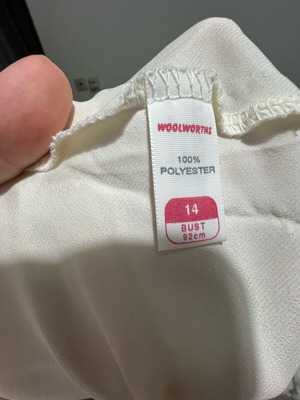 WOOLWORTHS
100%
POLYESTER
14
BUST
92cm